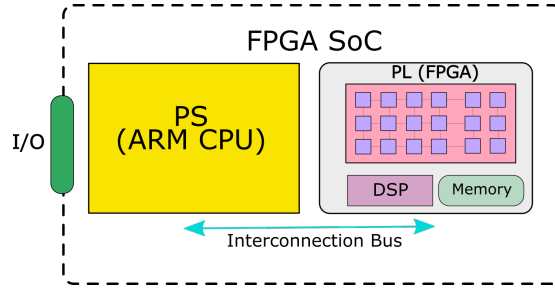 FPGA SoC
PL (FPGA)
PS
(ARM CPU)
I/O
DSP
Memory
Interconnection Bus